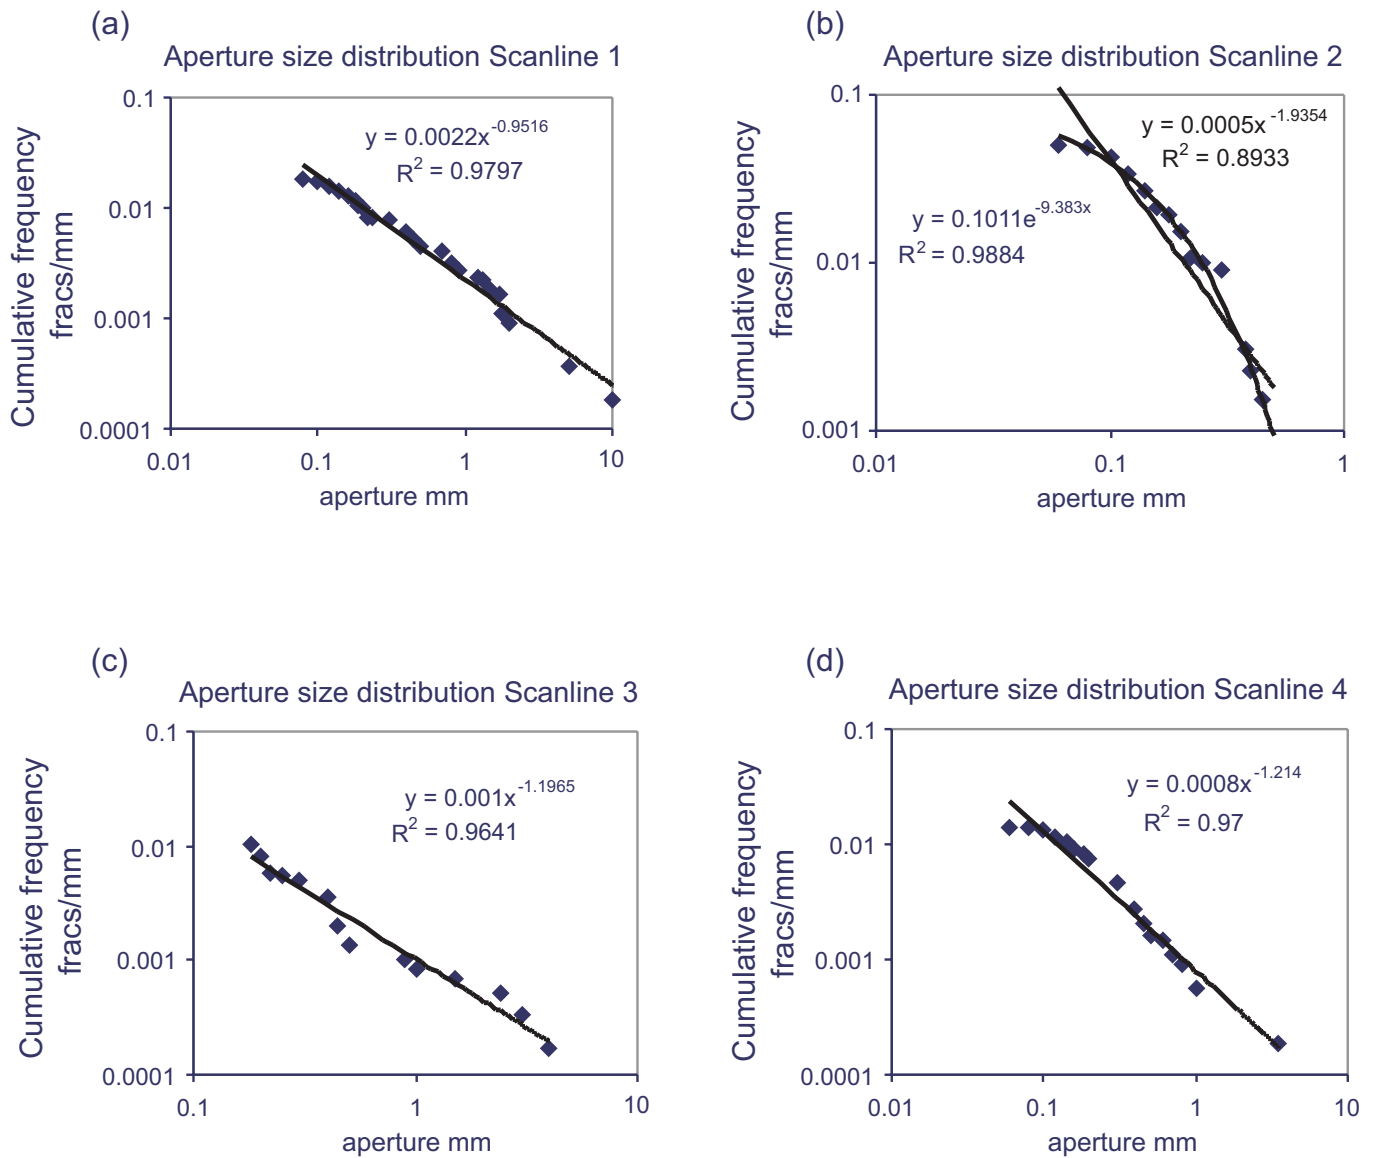 (a)
Aperture size distribution Scanline 1
Cumulative frequency
fracs/mm
0.1
0.01
0.001
0.0001
y = 0.0022x^-0.9516
R² = 0.9797
0.01 0.1 1 10
aperture mm
(b)
Aperture size distribution Scanline 2
Cumulative frequency
fracs/mm
0.1
0.01
0.001
y = 0.0005x^-1.9354
R² = 0.8933
y = 0.1011e^-9.383x
R² = 0.9884
0.01 0.1 1
aperture mm
(c)
Aperture size distribution Scanline 3
Cumulative frequency
fracs/mm
0.1
0.01
0.001
0.0001
y = 0.001x^-1.1965
R² = 0.9641
0.1 1 10
aperture mm
(d)
Aperture size distribution Scanline 4
Cumulative frequency
fracs/mm
0.1
0.01
0.001
0.0001
y = 0.0008x^-1.214
R² = 0.97
0.01 0.1 1 10
aperture mm